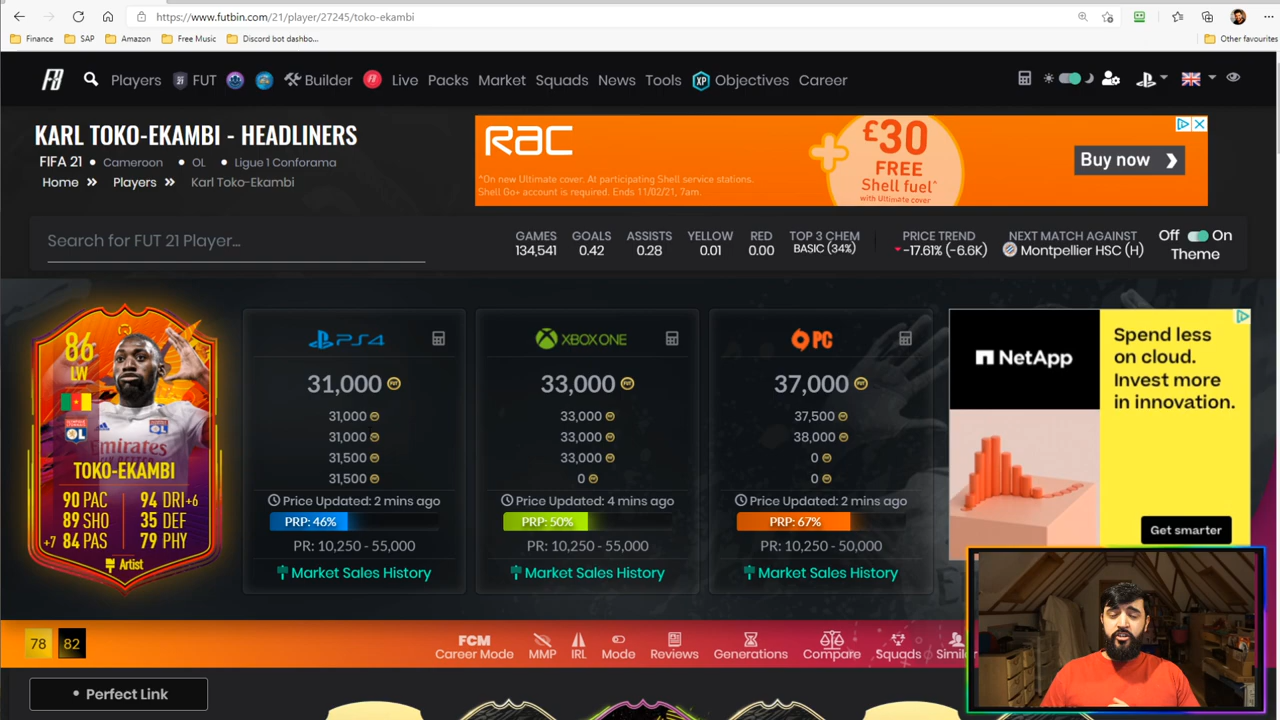 https://www.futbin.com/21/player/27245/toko-ekambi
Finance SAP Amazon Free Music Discord bot dashbo... Other favourites
Players FUT Builder Live Packs Market Squads News Tools XP Objectives Career
KARL TOKO-EKAMBI - HEADLINERS
FIFA 21 • Cameroon • OL • Ligue 1 Conforama
Home » Players » Karl Toko-Ekambi
RAC
*On new Ultimate cover. At participating Shell service stations.
Shell Go+ account is required. Ends 11/02/21, 7am.
+
£30
FREE
Shell fuel^
with Ultimate cover
Buy now
Search for FUT 21 Player...
GAMES
134,541
GOALS
0.42
ASSISTS
0.28
YELLOW
0.01
RED
0.00
TOP 3 CHEM
BASIC (34%)
PRICE TREND
-17.61% (-6.6K)
NEXT MATCH AGAINST
Montpellier HSC (H)
Off On
Theme
86
LW
Emirates
TOKO-EKAMBI
90 PAC 94 DRI+6
89 SHO 35 DEF
+7 84 PAS 79 PHY
Artist
PS4
31,000
31,000
31,000
31,500
31,500
Price Updated: 2 mins ago
PRP: 46%
PR: 10,250 - 55,000
Market Sales History
XBOX ONE
33,000
33,000
33,000
33,000
0
Price Updated: 4 mins ago
PRP: 50%
PR: 10,250 - 55,000
Market Sales History
PC
37,000
37,500
38,000
0
0
Price Updated: 2 mins ago
PRP: 67%
PR: 10,250 - 50,000
Market Sales History
NetApp
Spend less
on cloud.
Invest more
in innovation.
Get smarter
78 82
FCM
Career Mode
MMP
IRL
Mode
Reviews
Generations
Compare
Squads
• Perfect Link